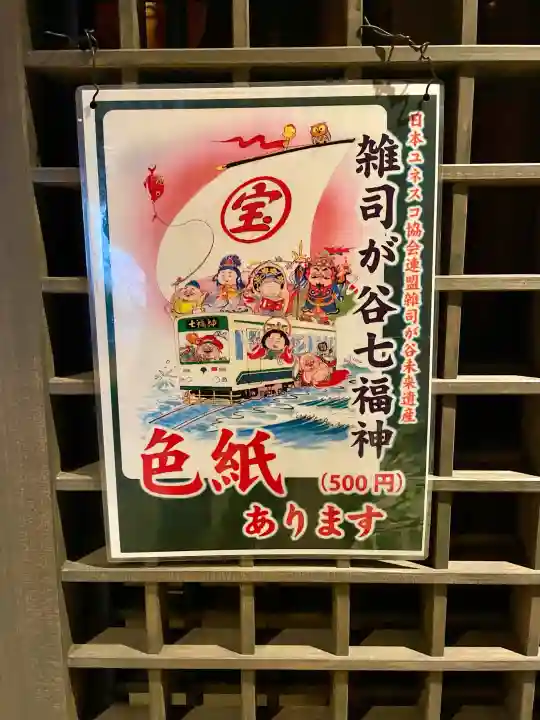 日本ユネスコ協会連盟雑司が谷未来遺産
雑司が谷七福神
宝
七福神
色紙
(500円)
あります